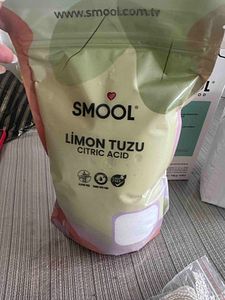 www.smool.com.tr
SMOOL
LİMON TUZU
CITRIC ACID